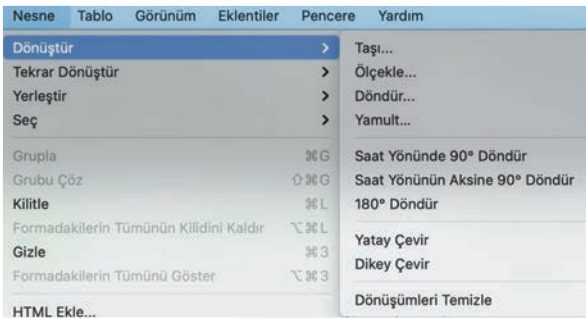 Nesne Tablo Görünüm Eklentiler Pencere Yardım
Dönüştür >
Tekrar Dönüştür >
Yerleştir >
Seç >
Grupla ⌘G
Grubu Çöz ⇧⌘G
Kilitle ⌘L
Formadakilerin Tümünün Kilidini Kaldır ⌥⌘L
Gizle ⌘3
Formadakilerin Tümünü Göster ⌥⌘3
HTML Ekle...
Taşı...
Ölçekle...
Döndür...
Yamult...
Saat Yönünde 90° Döndür
Saat Yönünün Aksine 90° Döndür
180° Döndür
Yatay Çevir
Dikey Çevir
Dönüşümleri Temizle